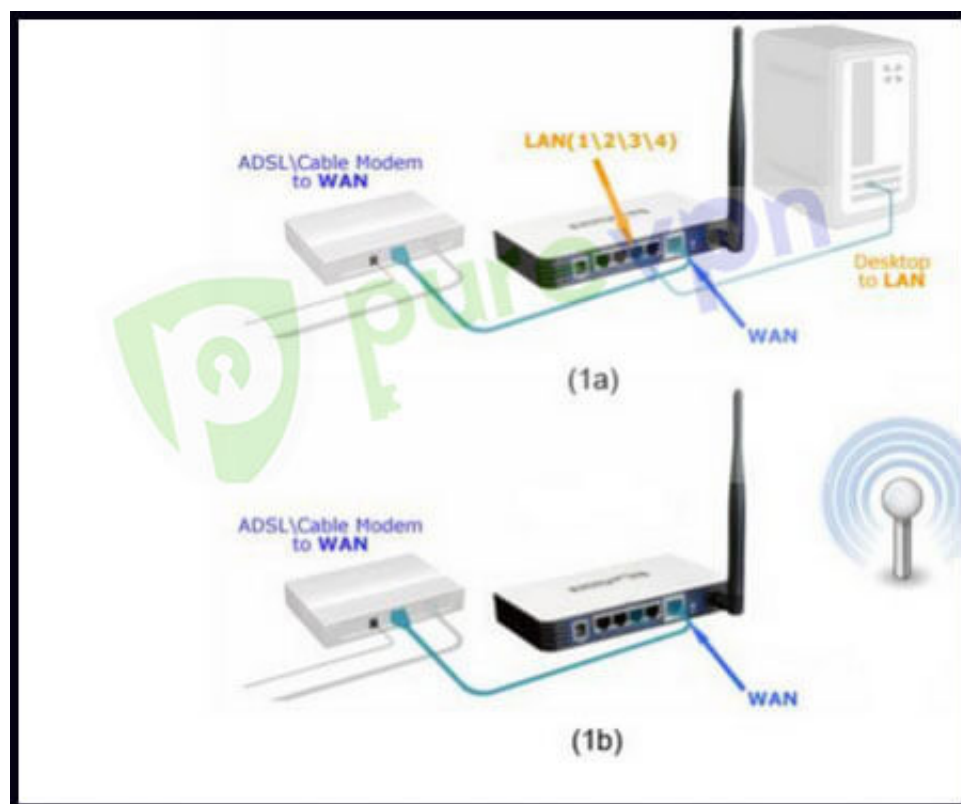 LAN(1\2\3\4)
ADSL\Cable Modem
to WAN
purevpn
Desktop
to LAN
WAN
(1a)
ADSL\Cable Modem
to WAN
WAN
(1b)